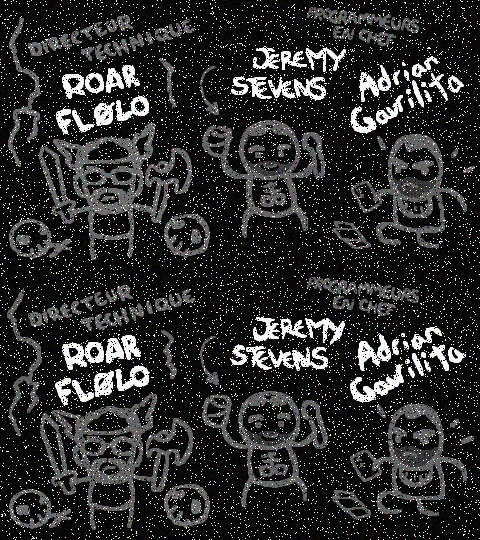 DIRECTEUR
TECHNIQUE
ROAR
FLØLO
PROGRAMMEURS
EN CHEF
JEREMY
STEVENS
Adrian
Gavrilita
DIRECTEUR
TECHNIQUE
ROAR
FLØLO
PROGRAMMEURS
EN CHEF
JEREMY
STEVENS
Adrian
Gavrilita